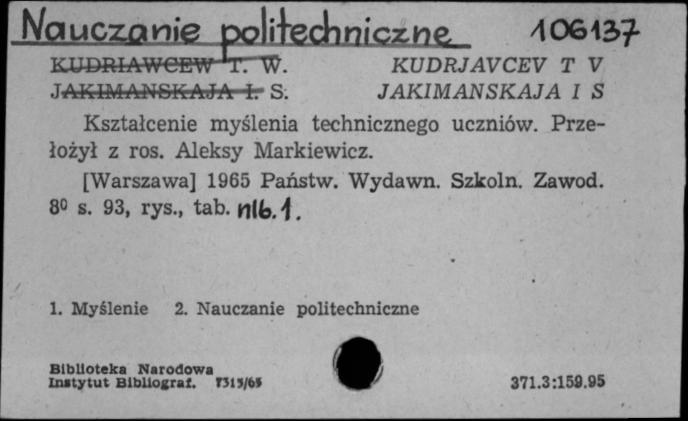 Nauczanie politechniczne 106137
KUDRIAWCEW T. W. KUDRJAVCEV T V
JAKIMANSKAJA I. S. JAKIMANSKAJA I S
Kształcenie myślenia technicznego uczniów. Prze-
łożył z ros. Aleksy Markiewicz.
[Warszawa] 1965 Państw. Wydawn. Szkoln. Zawod.
8⁰ s. 93, rys., tab. nlb. 1.
1. Myślenie 2. Nauczanie politechniczne
Biblioteka Narodowa
Instytut Bibliograf. T315/65 371.3:159.95